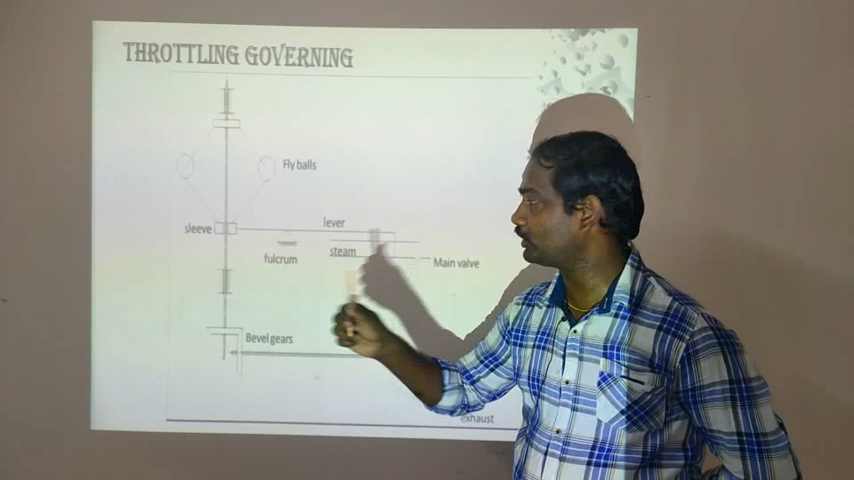 THROTTLING GOVERNING
Fly balls
sleeve
lever
fulcrum
steam
Main valve
Bevel gears
exhaust